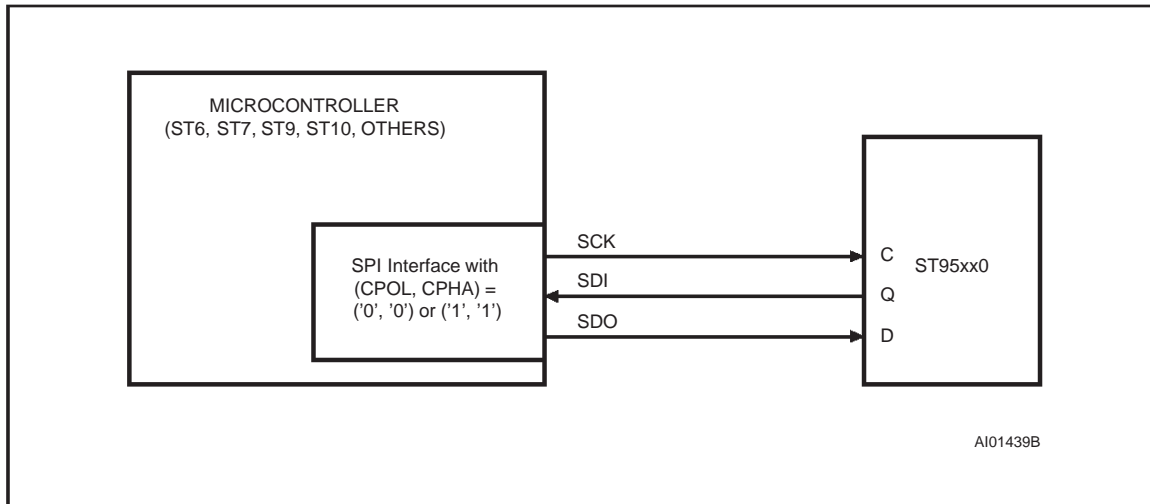 MICROCONTROLLER
(ST6, ST7, ST9, ST10, OTHERS)
SPI Interface with
(CPOL, CPHA) =
('0', '0') or ('1', '1')
SCK
SDI
SDO
C
Q
D
ST95xx0
AI01439B